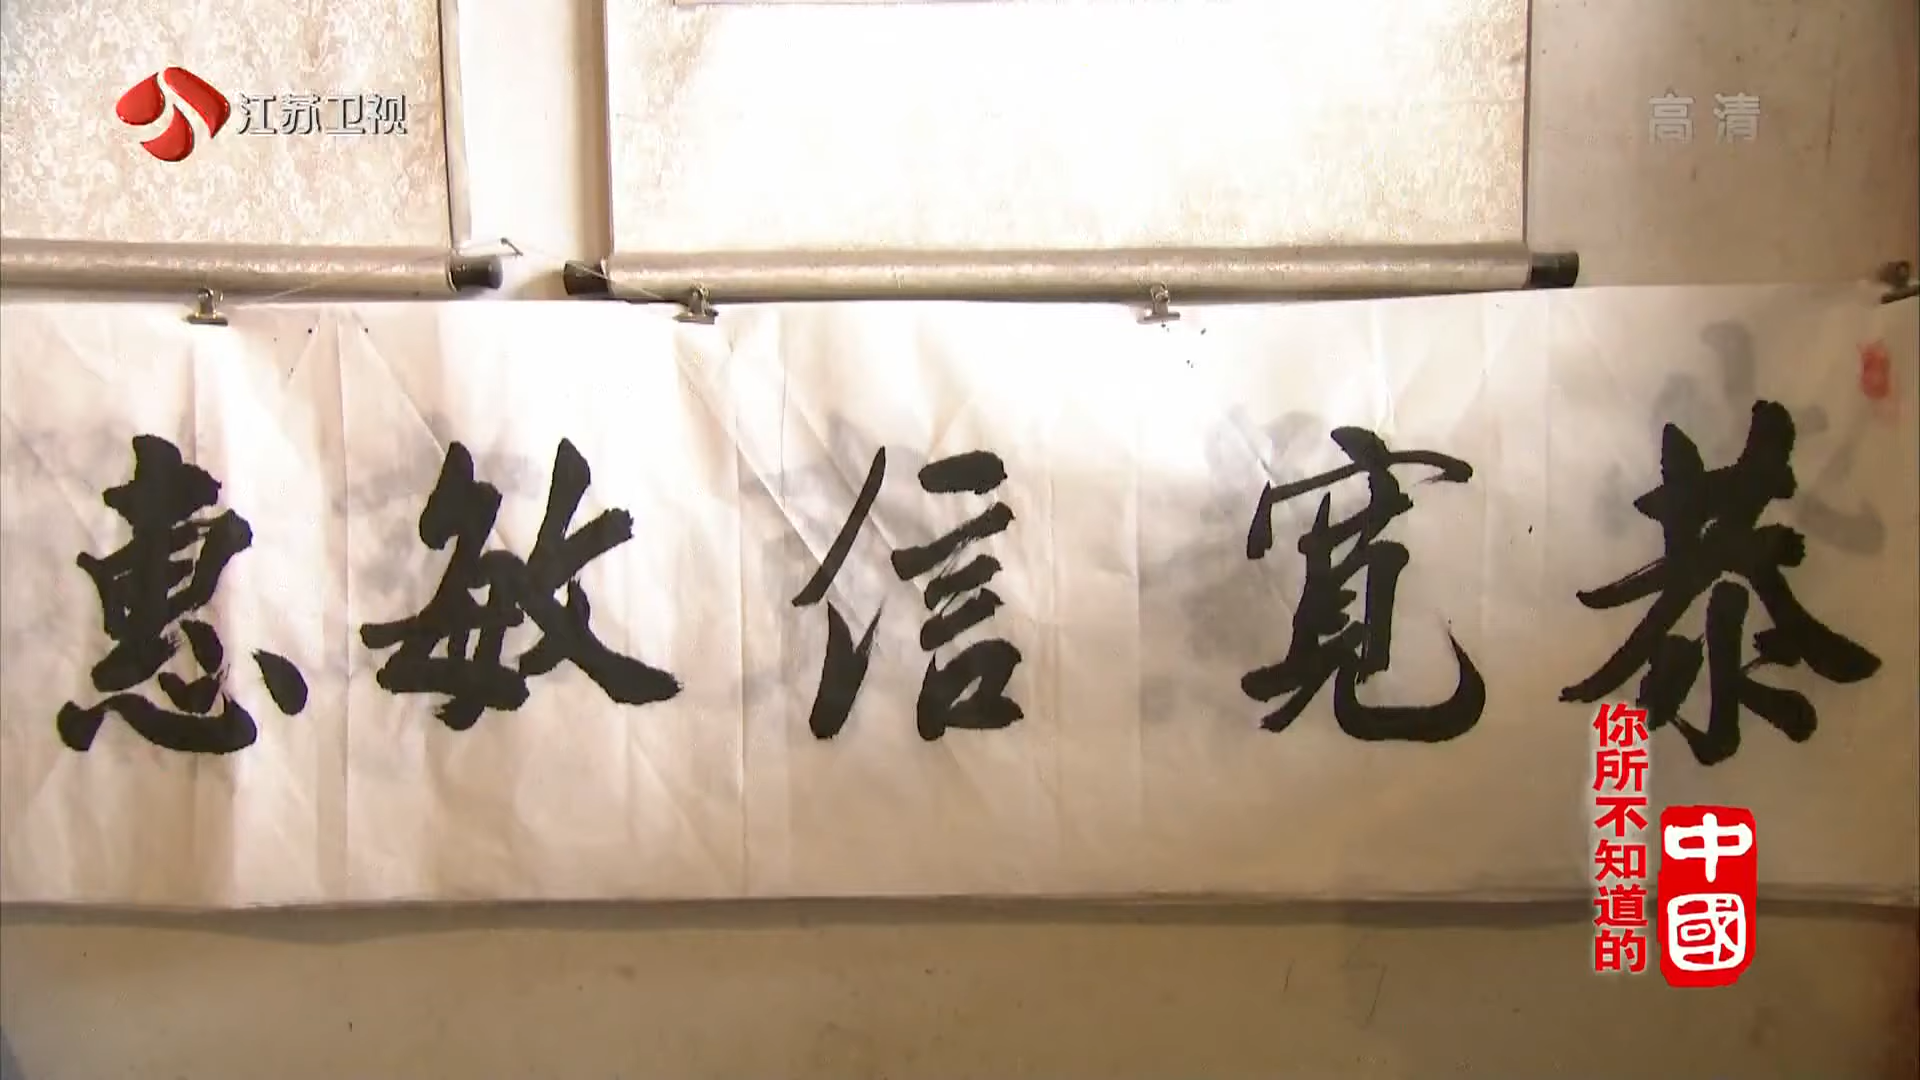 江苏卫视
高清
恭寬信敏惠
你所不知道的
中國